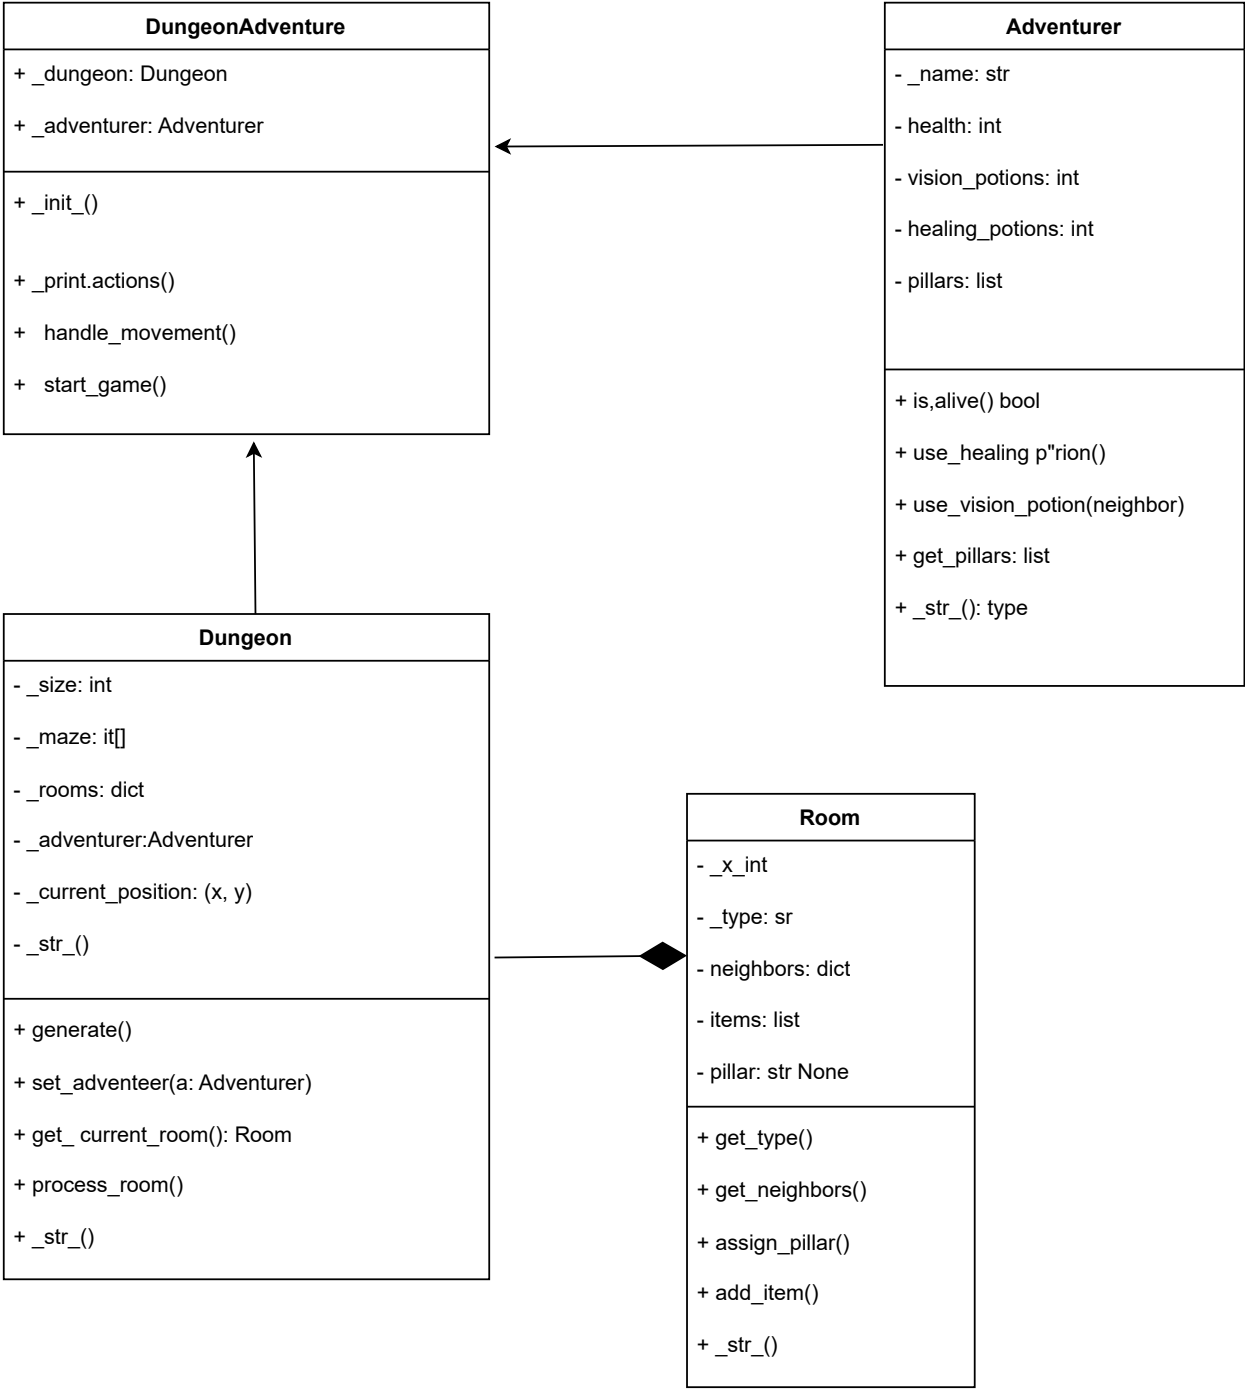 DungeonAdventure
+ _dungeon: Dungeon
+ _adventurer: Adventurer
+ _init_()
+ _print.actions()
+ handle_movement()
+ start_game()
Adventurer
- _name: str
- health: int
- vision_potions: int
- healing_potions: int
- pillars: list
+ is,alive() bool
+ use_healing p"rion()
+ use_vision_potion(neighbor)
+ get_pillars: list
+ _str_(): type
Dungeon
- _size: int
- _maze: it[]
- _rooms: dict
- _adventurer:Adventurer
- _current_position: (x, y)
- _str_()
+ generate()
+ set_adventeer(a: Adventurer)
+ get_ current_room(): Room
+ process_room()
+ _str_()
Room
- _x_int
- _type: sr
- neighbors: dict
- items: list
- pillar: str None
+ get_type()
+ get_neighbors()
+ assign_pillar()
+ add_item()
+ _str_()